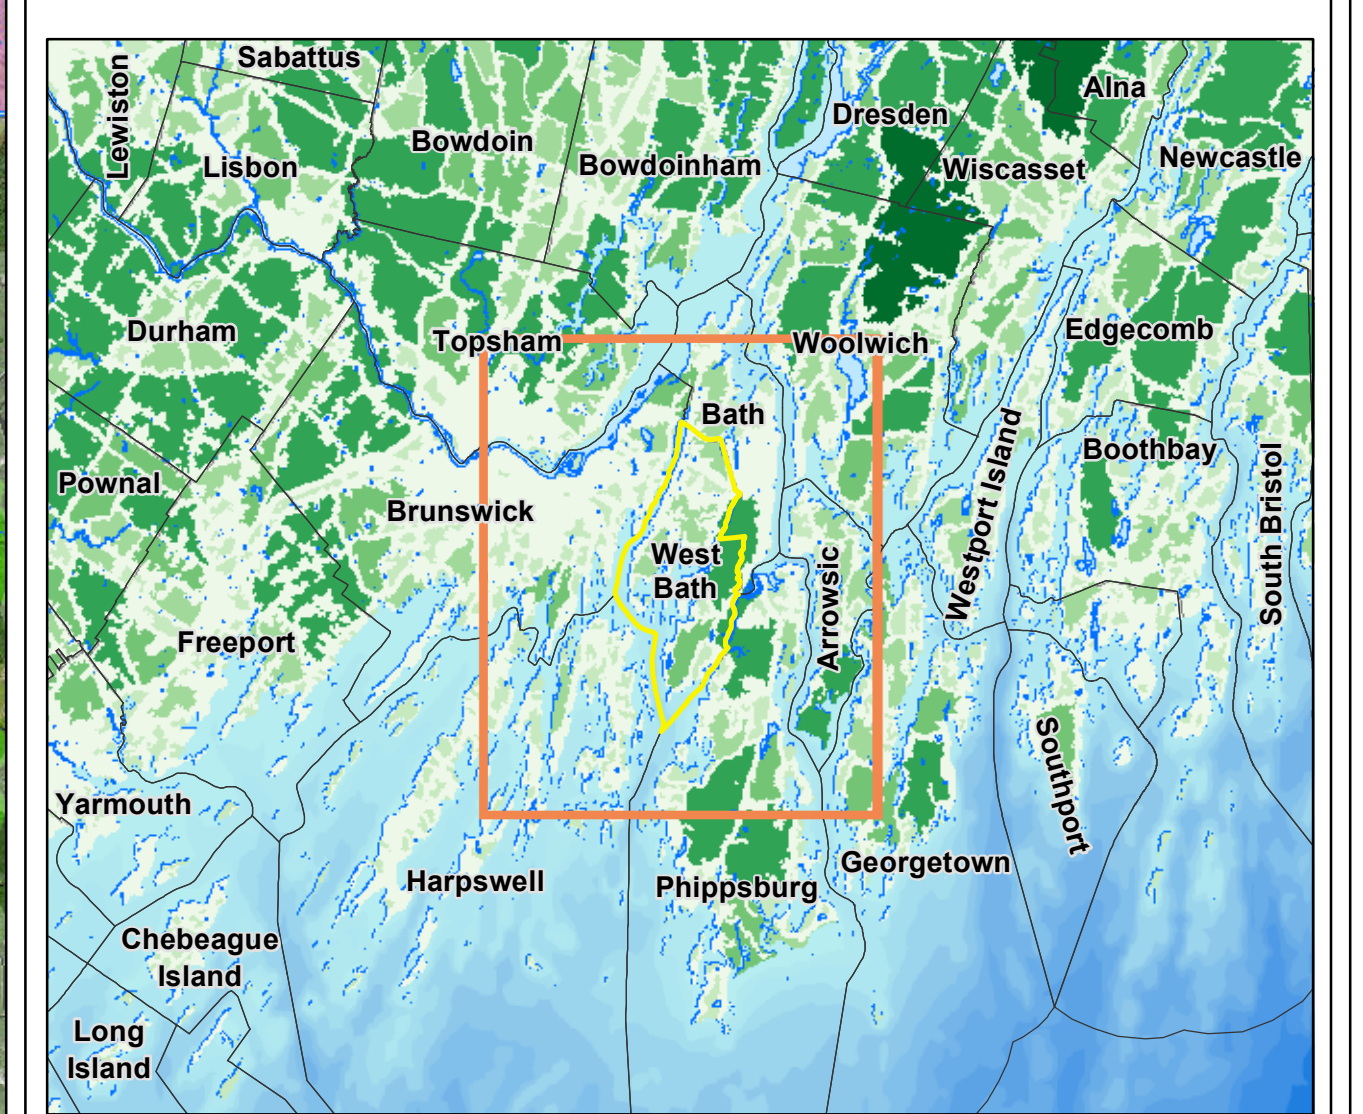 Sabattus
Lewiston
Alna
Dresden
Bowdoin
Newcastle
Lisbon
Bowdoinham
Wiscasset
Durham
Topsham
Woolwich
Edgecomb
Bath
Boothbay
Pownal
Brunswick
Westport Island
South Bristol
West
Bath
Arrowsic
Freeport
Southport
Yarmouth
Georgetown
Harpswell
Phippsburg
Chebeague
Island
Long
Island